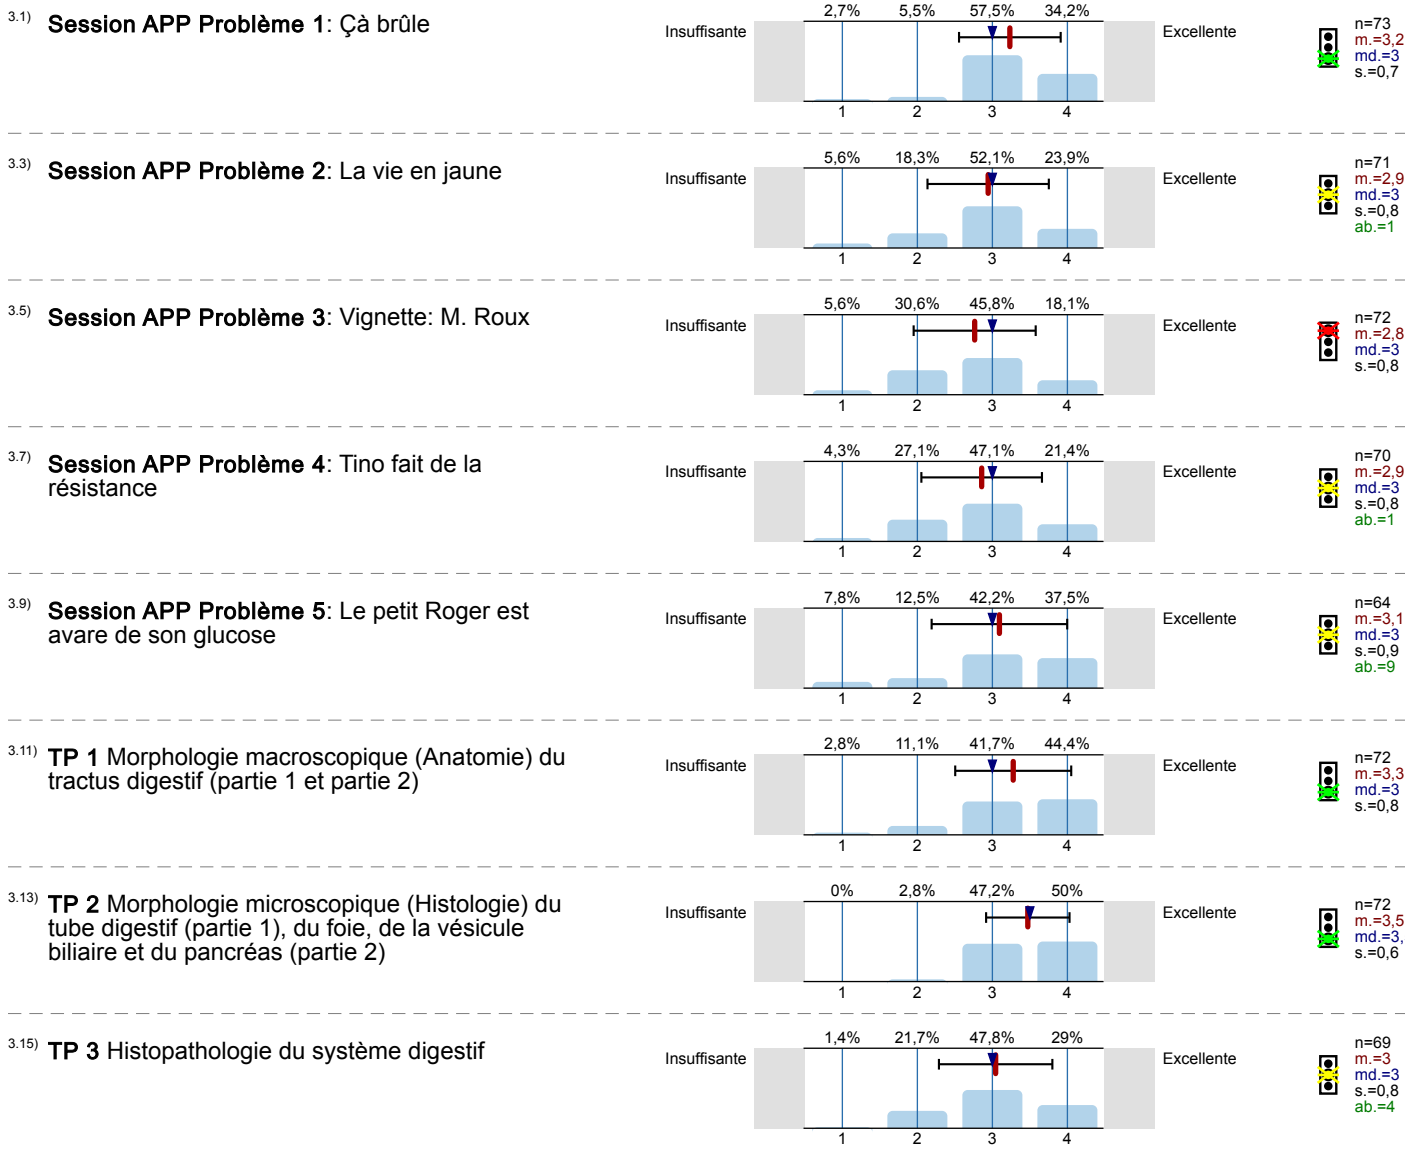 3.1) Session APP Problème 1: Çà brûle
2,7% 5,5% 57,5% 34,2%
Insuffisante Excellente
1 2 3 4
n=73
m.=3,2
md.=3
s.=0,7
3.3) Session APP Problème 2: La vie en jaune
5,6% 18,3% 52,1% 23,9%
Insuffisante Excellente
1 2 3 4
n=71
m.=2,9
md.=3
s.=0,8
ab.=1
3.5) Session APP Problème 3: Vignette: M. Roux
5,6% 30,6% 45,8% 18,1%
Insuffisante Excellente
1 2 3 4
n=72
m.=2,8
md.=3
s.=0,8
3.7) Session APP Problème 4: Tino fait de la
résistance
4,3% 27,1% 47,1% 21,4%
Insuffisante Excellente
1 2 3 4
n=70
m.=2,9
md.=3
s.=0,8
ab.=1
3.9) Session APP Problème 5: Le petit Roger est
avare de son glucose
7,8% 12,5% 42,2% 37,5%
Insuffisante Excellente
1 2 3 4
n=64
m.=3,1
md.=3
s.=0,9
ab.=9
3.11) TP 1 Morphologie macroscopique (Anatomie) du
tractus digestif (partie 1 et partie 2)
2,8% 11,1% 41,7% 44,4%
Insuffisante Excellente
1 2 3 4
n=72
m.=3,3
md.=3
s.=0,8
3.13) TP 2 Morphologie microscopique (Histologie) du
tube digestif (partie 1), du foie, de la vésicule
biliaire et du pancréas (partie 2)
0% 2,8% 47,2% 50%
Insuffisante Excellente
1 2 3 4
n=72
m.=3,5
md.=3,
s.=0,6
3.15) TP 3 Histopathologie du système digestif
1,4% 21,7% 47,8% 29%
Insuffisante Excellente
1 2 3 4
n=69
m.=3
md.=3
s.=0,8
ab.=4